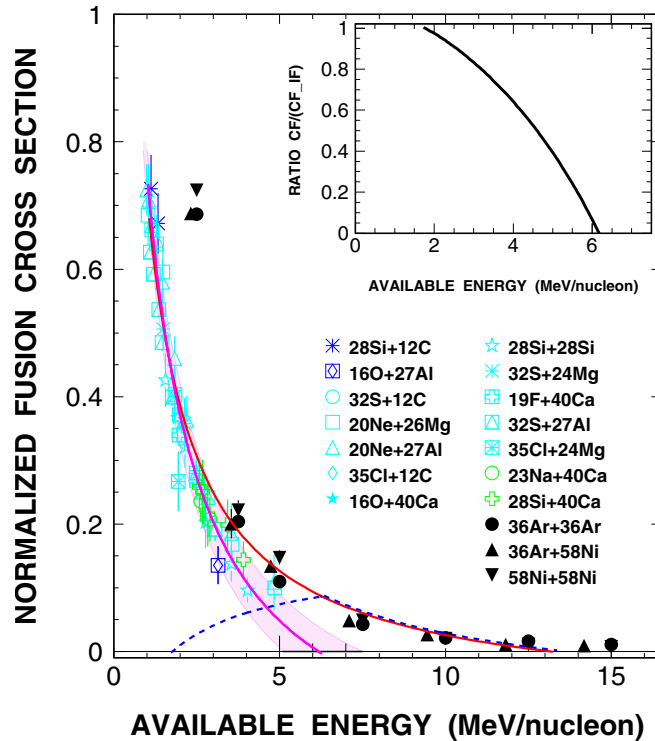 NORMALIZED FUSION CROSS SECTION
0
0.2
0.4
0.6
0.8
1
0
5
10
15
AVAILABLE ENERGY (MeV/nucleon)
RATIO CF/(CF_IF)
0
0.2
0.4
0.6
0.8
1
0
2
4
6
AVAILABLE ENERGY (MeV/nucleon)
28Si+12C
16O+27Al
32S+12C
20Ne+26Mg
20Ne+27Al
35Cl+12C
16O+40Ca
28Si+28Si
32S+24Mg
19F+40Ca
32S+27Al
35Cl+24Mg
23Na+40Ca
28Si+40Ca
36Ar+36Ar
36Ar+58Ni
58Ni+58Ni